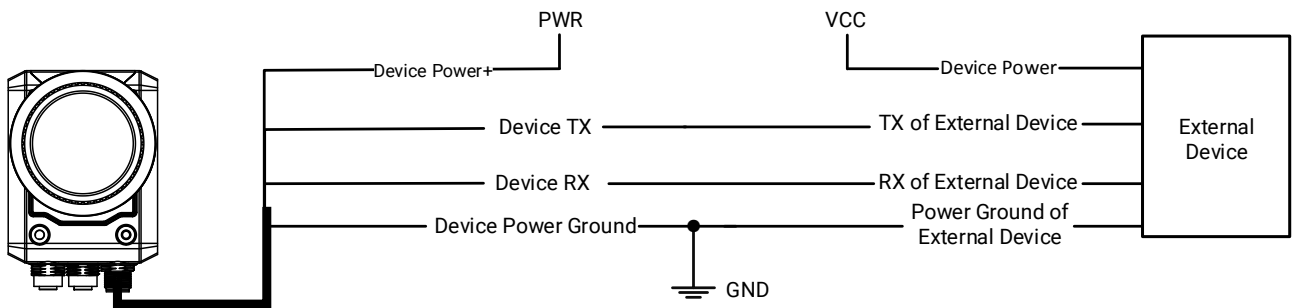 PWR
VCC
Device Power+
Device Power
Device TX
TX of External Device
External
Device
Device RX
RX of External Device
Device Power Ground
Power Ground of
External Device
GND